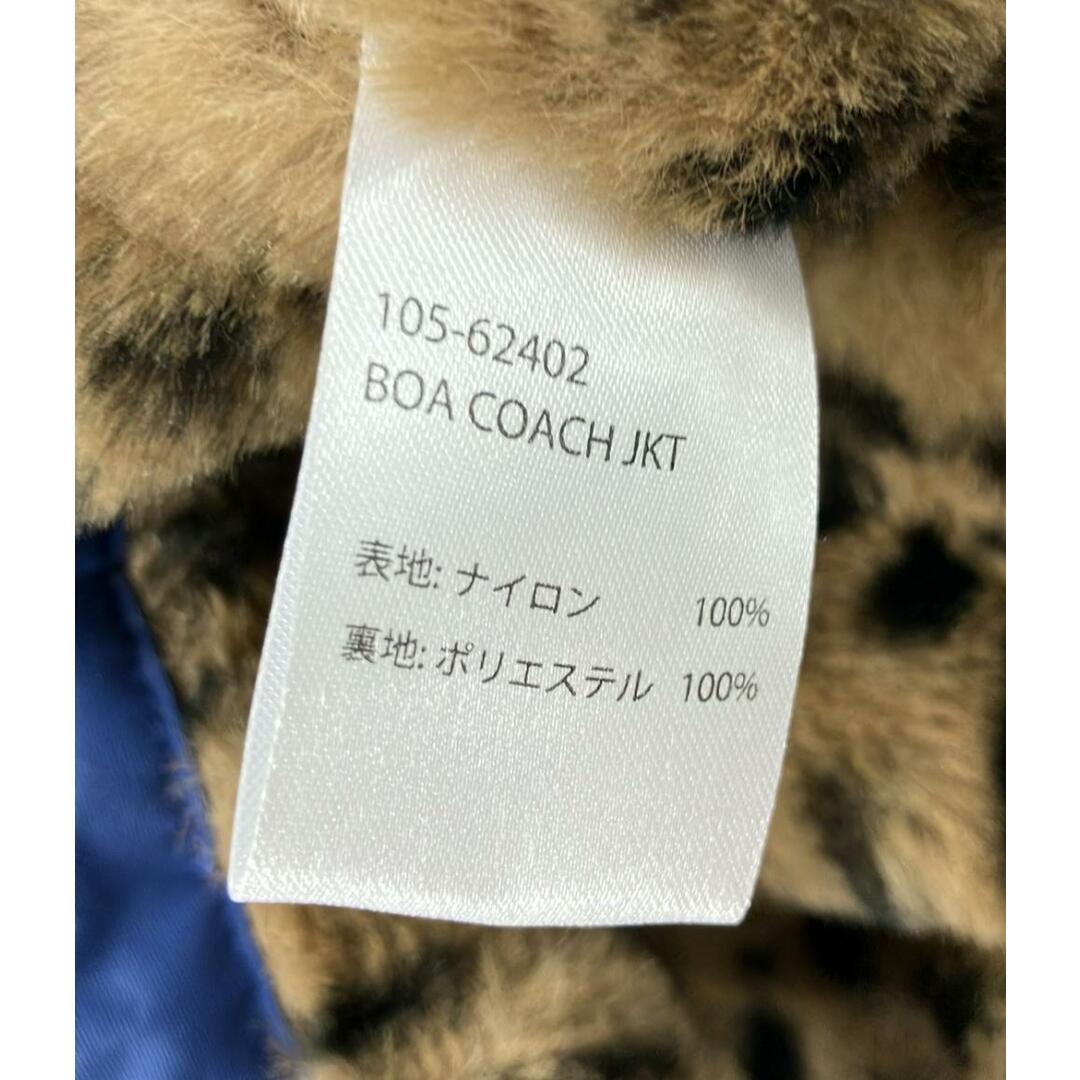 105-62402
BOA COACH JKT
表地: ナイロン 100%
裏地: ポリエステル 100%